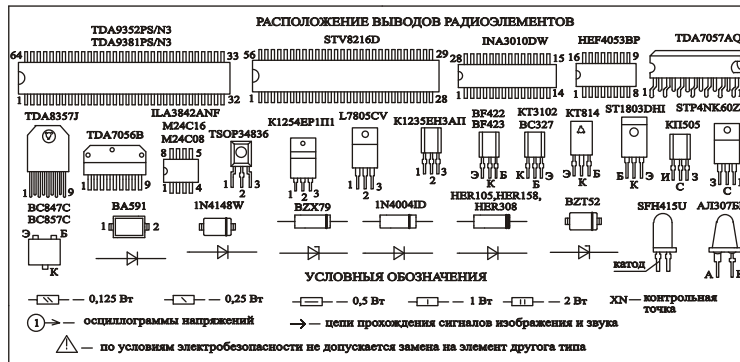 РАСПОЛОЖЕНИЕ ВЫВОДОВ РАДИОЭЛЕМЕНТОВ
TDA9352PS/N3
TDA9381PS/N3
STV8216D
INA3010DW
HEF4053BP
TDA7057AQ
64 33 56 29 28 15 16 9
1 32 1 28 1 14 1 8 1
TDA8357J
TDA7056B
ILA3842ANF
M24C16
M24C08
TSOP34836
К1254ЕР1П1
L7805CV
К1235ЕН3АП
BF422
BF423
КТ3102
BC327
КТ814
ST1803DHI
КП505
STP4NK60Z
8 5
1 9 1 9 1 4 1 2 3 1 2 3 1 2 3 1 2 3
Э К Б К Б Э Э К Б Б К Э И С З З С
BC847C
BC857C
Э Б
К
BA591
1 2
1N4148W
BZX79
1N4004ID
HER105,HER158,
HER308
BZT52
SFH415U
катод
АЛ307Б
А
УСЛОВНЫЯ ОБОЗНАЧЕНИЯ
— 0,125 Вт — 0,25 Вт — 0,5 Вт — 1 Вт — 2 Вт XN — контрольная
точка
1 — осциллограммы напряжений — цепи прохождения сигналов изображения и звука
— по условиям электробезопасности не допускается замена на элемент другога типа